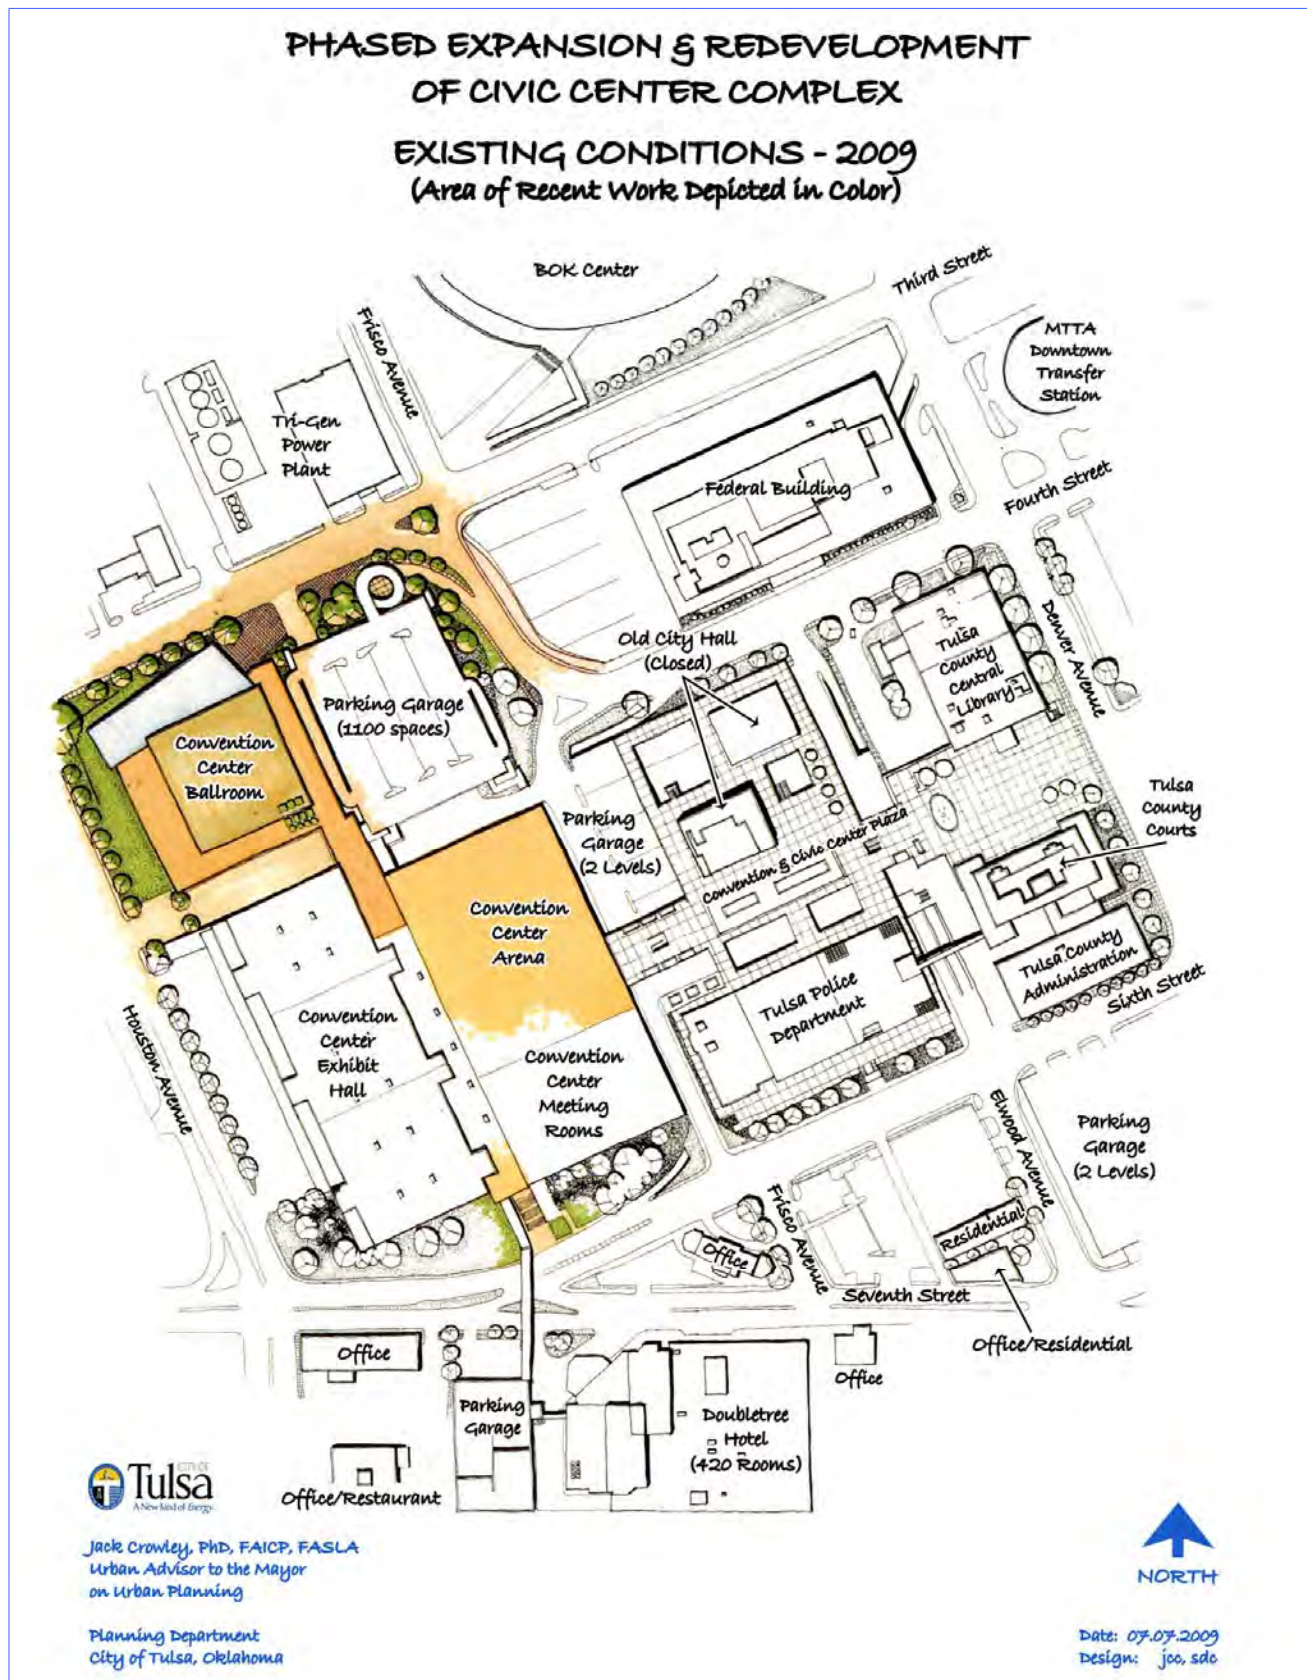 PHASED EXPANSION & REDEVELOPMENT
OF CIVIC CENTER COMPLEX
EXISTING CONDITIONS - 2009
(Area of Recent Work Depicted in Color)
BOK Center
Third Street
Frisco Avenue
MTTA
Downtown
Transfer
Station
Tri-Gen
Power
Plant
Federal Building
Fourth Street
Denver Avenue
Old City Hall
(Closed)
Tulsa
County
Central
Library
Parking Garage
(1100 spaces)
Convention
Center
Ballroom
Tulsa
County
Courts
Parking
Garage
(2 Levels)
Convention & Civic Center Plaza
Convention
Center
Arena
Tulsa County
Administration
Sixth Street
Tulsa Police
Department
Houston Avenue
Convention
Center
Exhibit
Hall
Convention
Center
Meeting
Rooms
Elwood Avenue
Parking
Garage
(2 Levels)
Frisco Avenue
Residential
Office
Seventh Street
Office/Residential
Office
Office
Parking
Garage
Doubletree
Hotel
(420 Rooms)
Office/Restaurant
CITY OF
Tulsa
A New Kind of Energy.
Jack Crowley, PhD, FAICP, FASLA
Urban Advisor to the Mayor
on Urban Planning
NORTH
Planning Department
City of Tulsa, Oklahoma
Date: 07.07.2009
Design: jcc, sdc